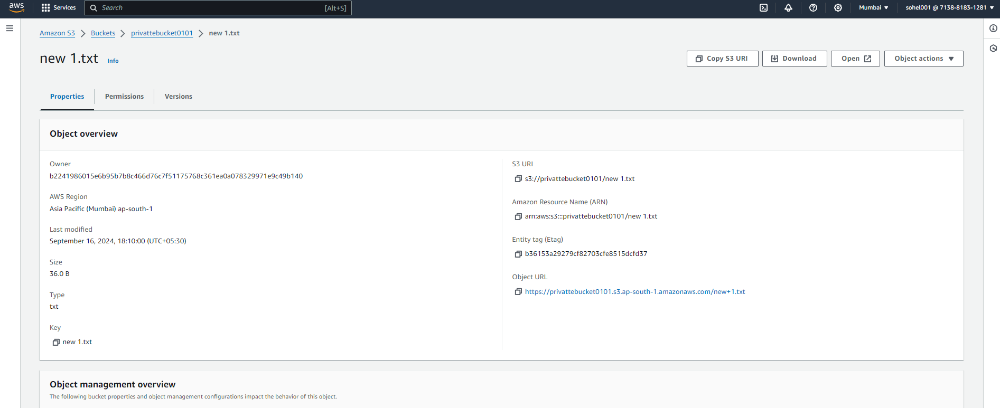 aws
Services
Search [Alt+S]
Mumbai
sohel001 @ 7138-8183-1281
Amazon S3 > Buckets > privattebucket0101 > new 1.txt
new 1.txt Info
Copy S3 URI
Download
Open
Object actions
Properties
Permissions
Versions
Object overview
Owner
b2241986015e6b95b7b8c466d76c7f51175768c361ea0a078329971e9c49b140
AWS Region
Asia Pacific (Mumbai) ap-south-1
Last modified
September 16, 2024, 18:10:00 (UTC+05:30)
Size
36.0 B
Type
txt
Key
new 1.txt
S3 URI
s3://privattebucket0101/new 1.txt
Amazon Resource Name (ARN)
arn:aws:s3:::privattebucket0101/new 1.txt
Entity tag (Etag)
b36153a29279cf82703cfe8515dcfd37
Object URL
https://privattebucket0101.s3.ap-south-1.amazonaws.com/new+1.txt
Object management overview
The following bucket properties and object management configurations impact the behavior of this object.